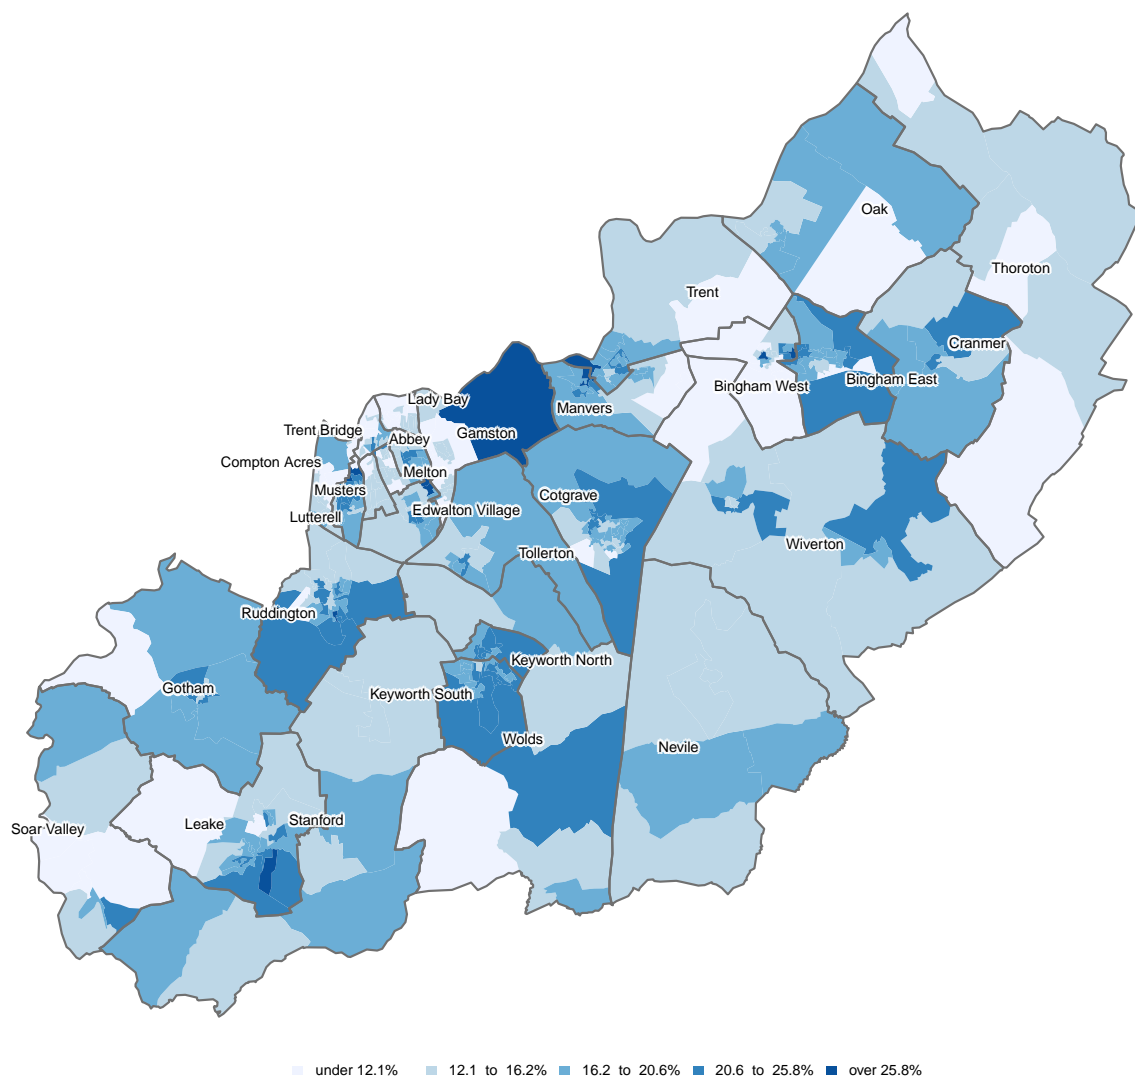 Oak
Thoroton
Trent
Cranmer
Bingham West
Bingham East
Lady Bay
Manvers
Trent Bridge
Abbey
Gamston
Compton Acres
Melton
Musters
Cotgrave
Lutterell
Edwalton Village
Wiverton
Tollerton
Ruddington
Keyworth North
Gotham
Keyworth South
Wolds
Nevile
Soar Valley
Leake
Stanford
under 12.1% 12.1 to 16.2% 16.2 to 20.6% 20.6 to 25.8% over 25.8%